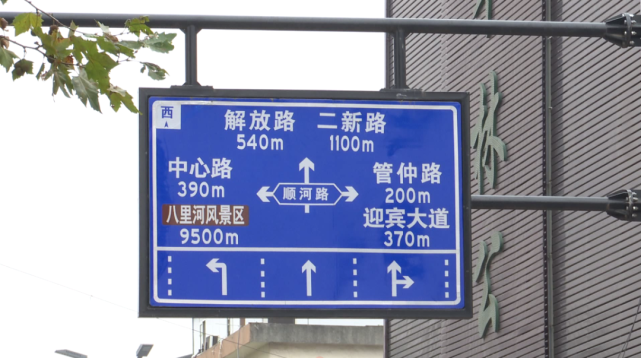 西
解放路 二新路
540m 1100m
中心路 管仲路
390m 200m
顺河路
八里河风景区 迎宾大道
9500m 370m